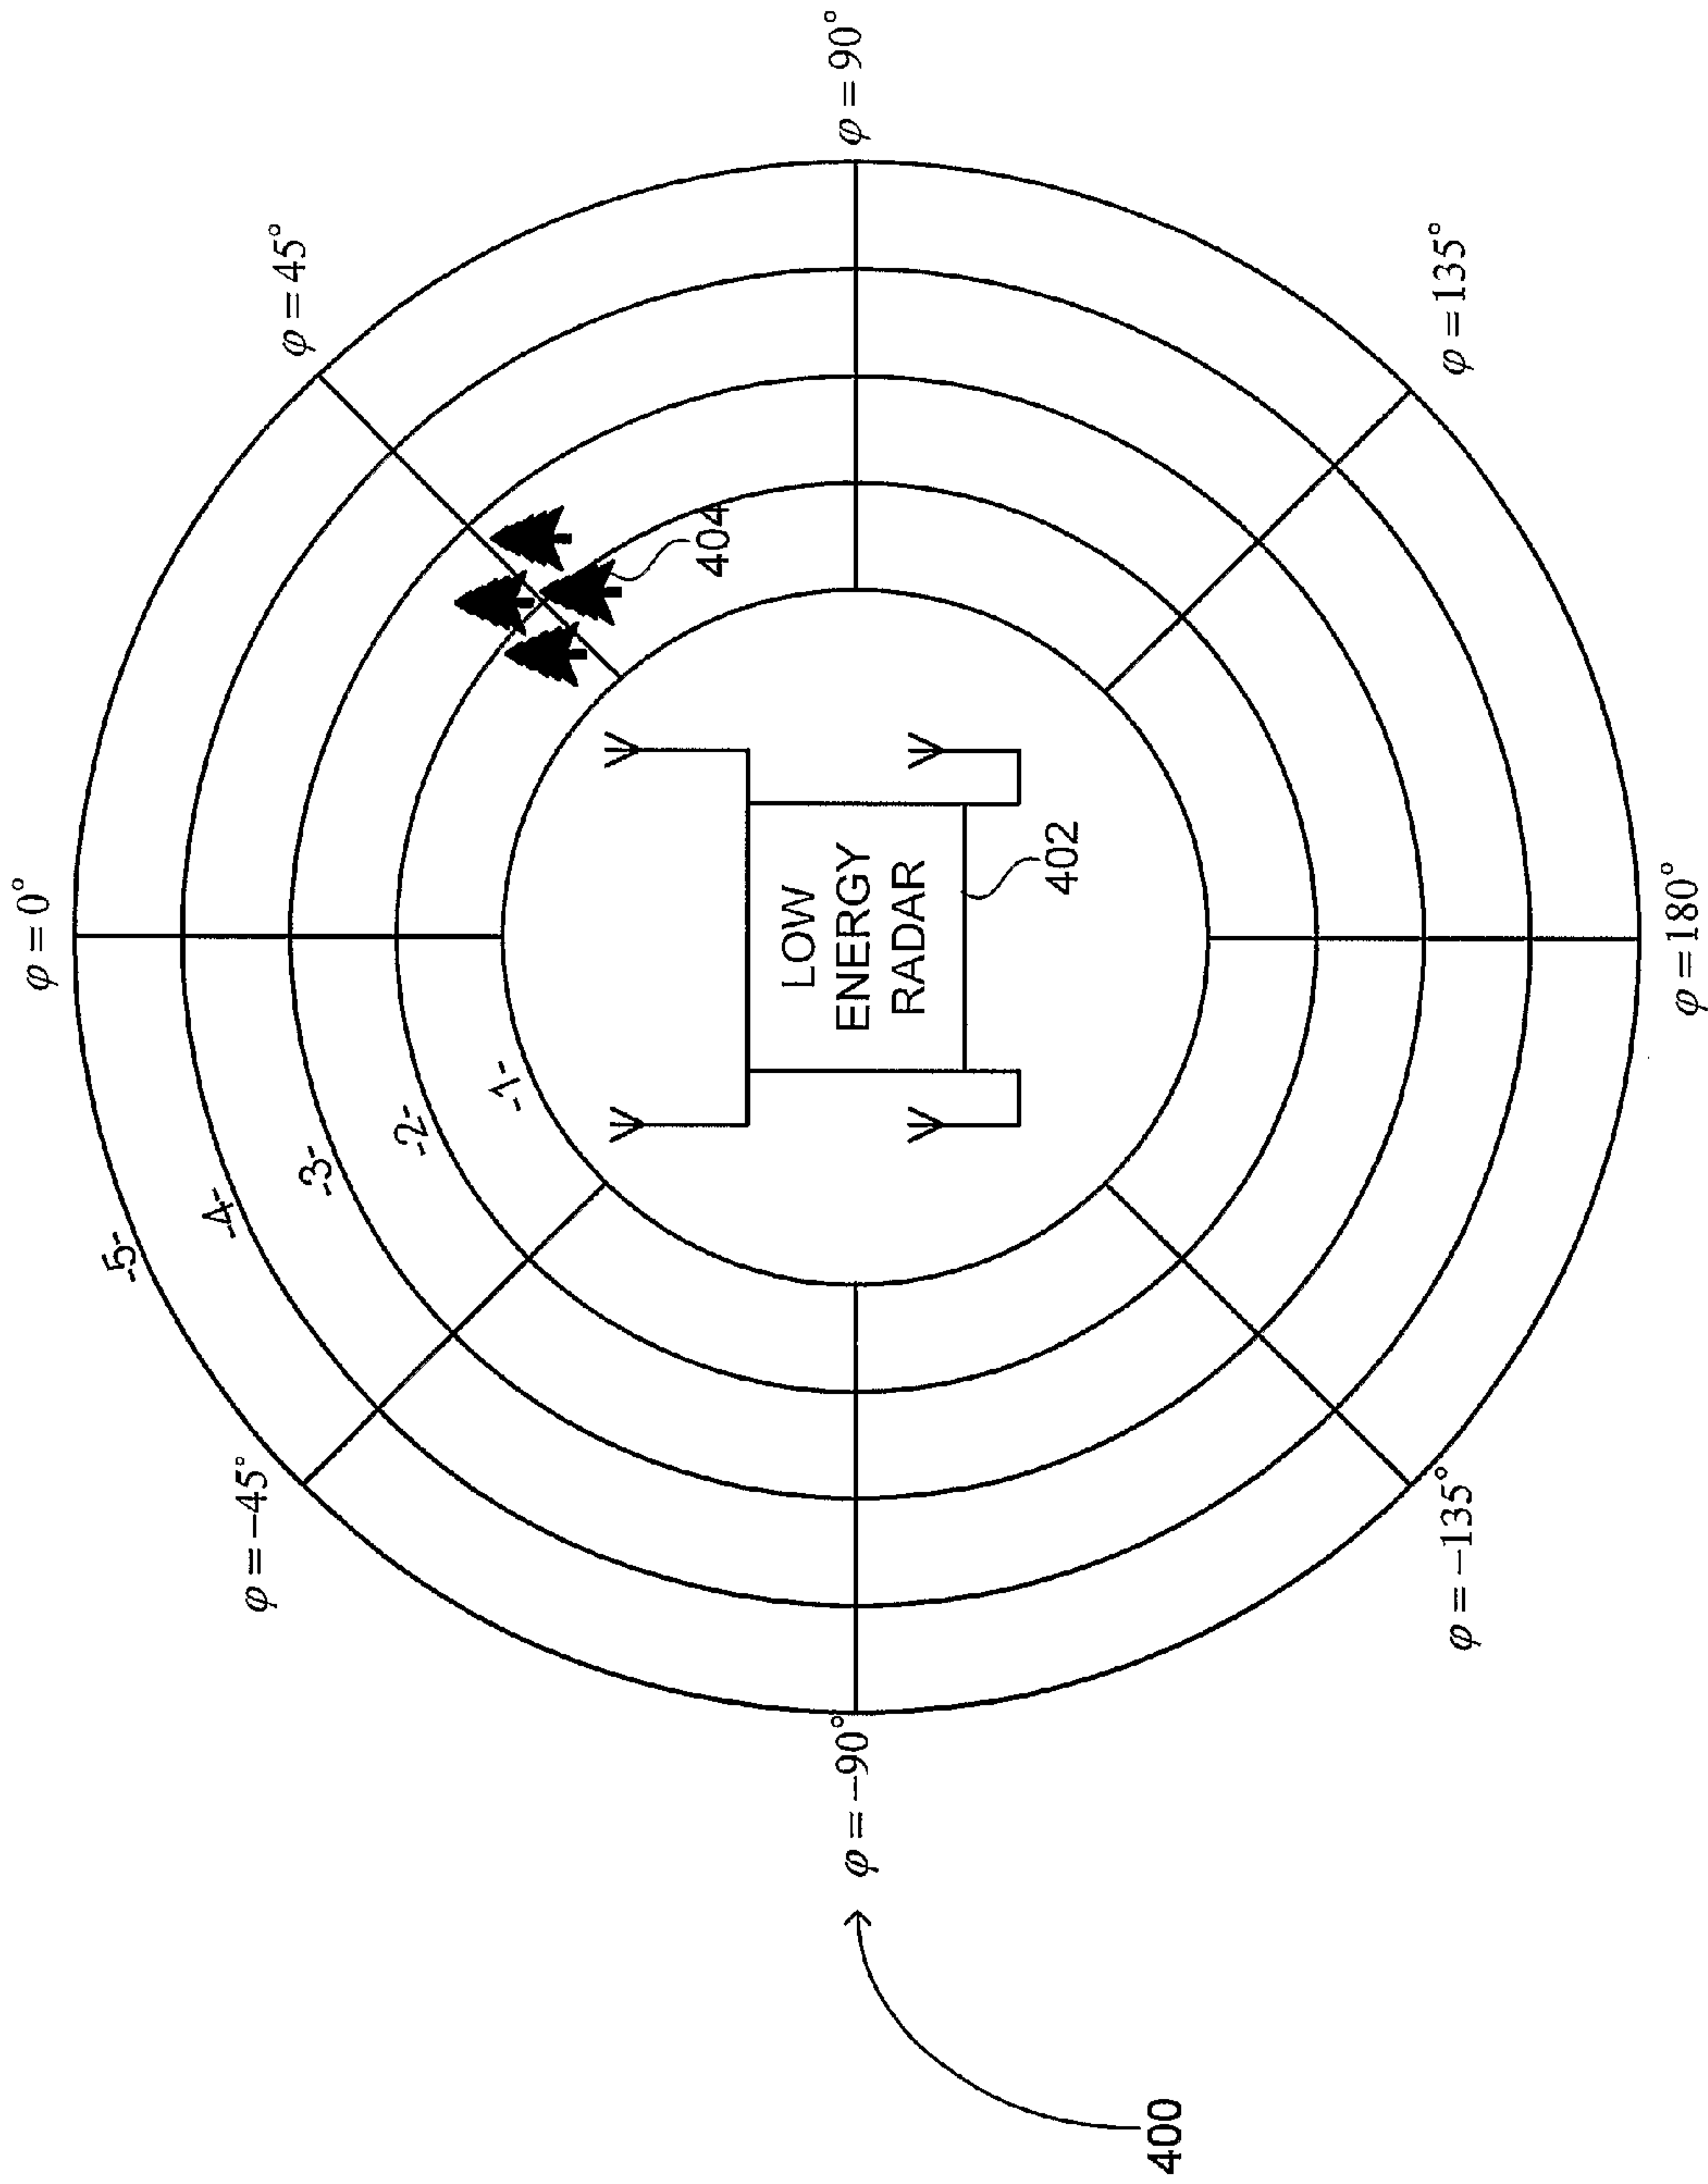 φ = 0°
φ = 45°
φ = 90°
φ = 135°
φ = 180°
φ = −135°
φ = −90°
φ = −45°
-5-
-4-
-3-
-2-
-1-
LOW
ENERGY
RADAR
402
404
400